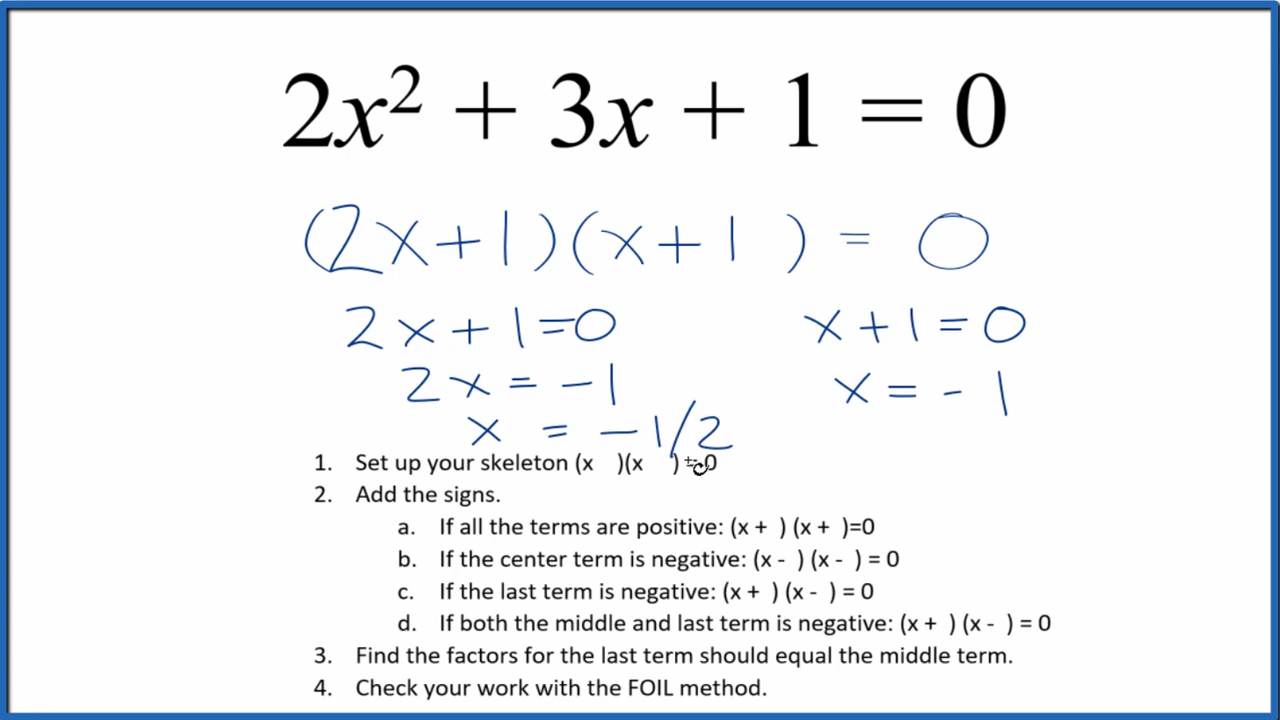 2x² + 3x + 1 = 0
(2x+1)(x+1 ) = 0
2x+1=0 x+1=0
2x = -1 x = -1
x = -1/2
1. Set up your skeleton (x )(x ) = 0
2. Add the signs.
a. If all the terms are positive: (x + ) (x + )=0
b. If the center term is negative: (x - ) (x - ) = 0
c. If the last term is negative: (x + ) (x - ) = 0
d. If both the middle and last term is negative: (x + ) (x - ) = 0
3. Find the factors for the last term should equal the middle term.
4. Check your work with the FOIL method.